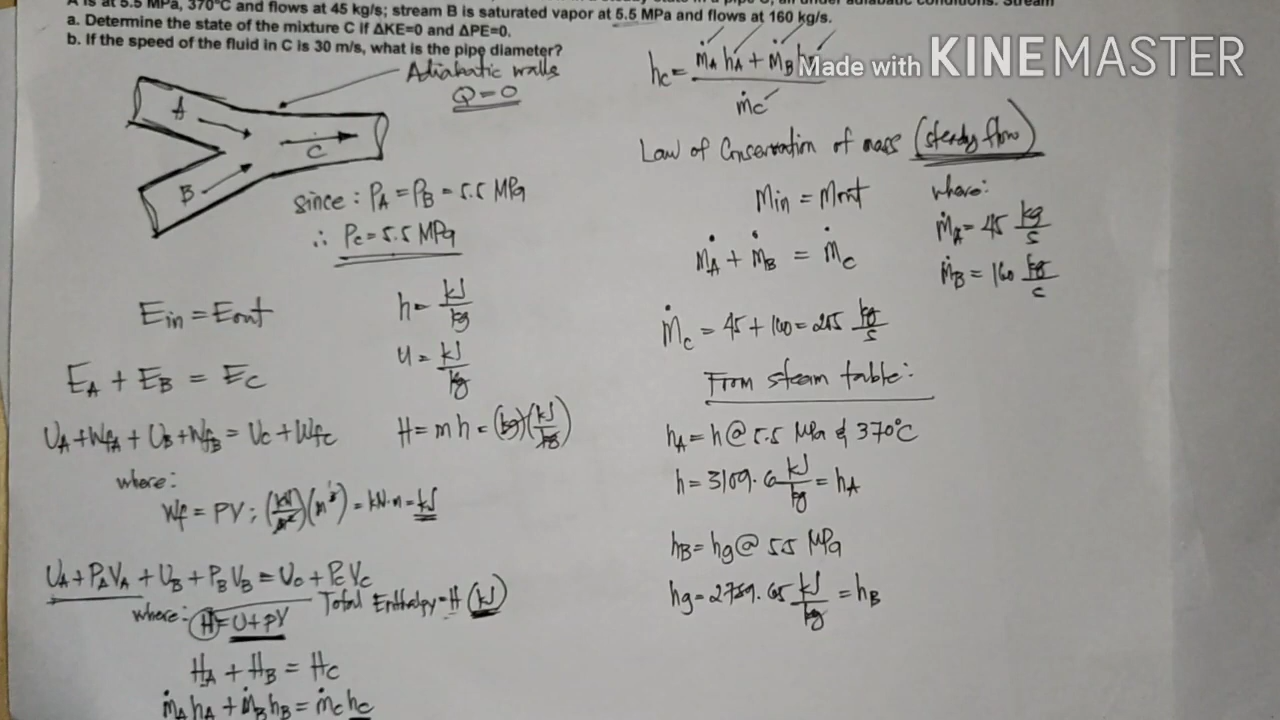 A is at 5.5 MPa, 370°C and flows at 45 kg/s; stream B is saturated vapor at 5.5 MPa and flows at 160 kg/s.
a. Determine the state of the mixture C if ΔKE=0 and ΔPE=0.
b. If the speed of the fluid in C is 30 m/s, what is the pipe diameter?
Adiabatic walls
Q=0
A
B
C
since: PA = PB = 5.5 MPa
∴ Pc = 5.5 MPa
Ein = Eout
EA + EB = EC
h = kJ/kg
u = kJ/kg
UA + WfA + UB + WfB = Uc + Wfc
H = m h = (kg)(kJ/kg)
where:
Wf = PV; (kN/m²)(m³) = kN·m = kJ
UA + PAVA + UB + PBVB = Uc + PcVc
where: H = U + PV Total Enthalpy = H (kJ)
HA + HB = HC
ṁA hA + ṁB hB = ṁc hc
hc = ṁA hA + ṁB / ṁc
Made with KINEMASTER
Law of Conservation of mass (steady flow)
Min = Mout
where:
ṁA + ṁB = ṁc
ṁA = 45 kg/s
ṁB = 160 kg/s
ṁc = 45 + 160 = 205 kg/s
From steam table:
hA = h @ 5.5 MPa & 370°C
h = 3109.6 kJ/kg = hA
hB = hg @ 5.5 MPa
hg = 2789.65 kJ/kg = hB